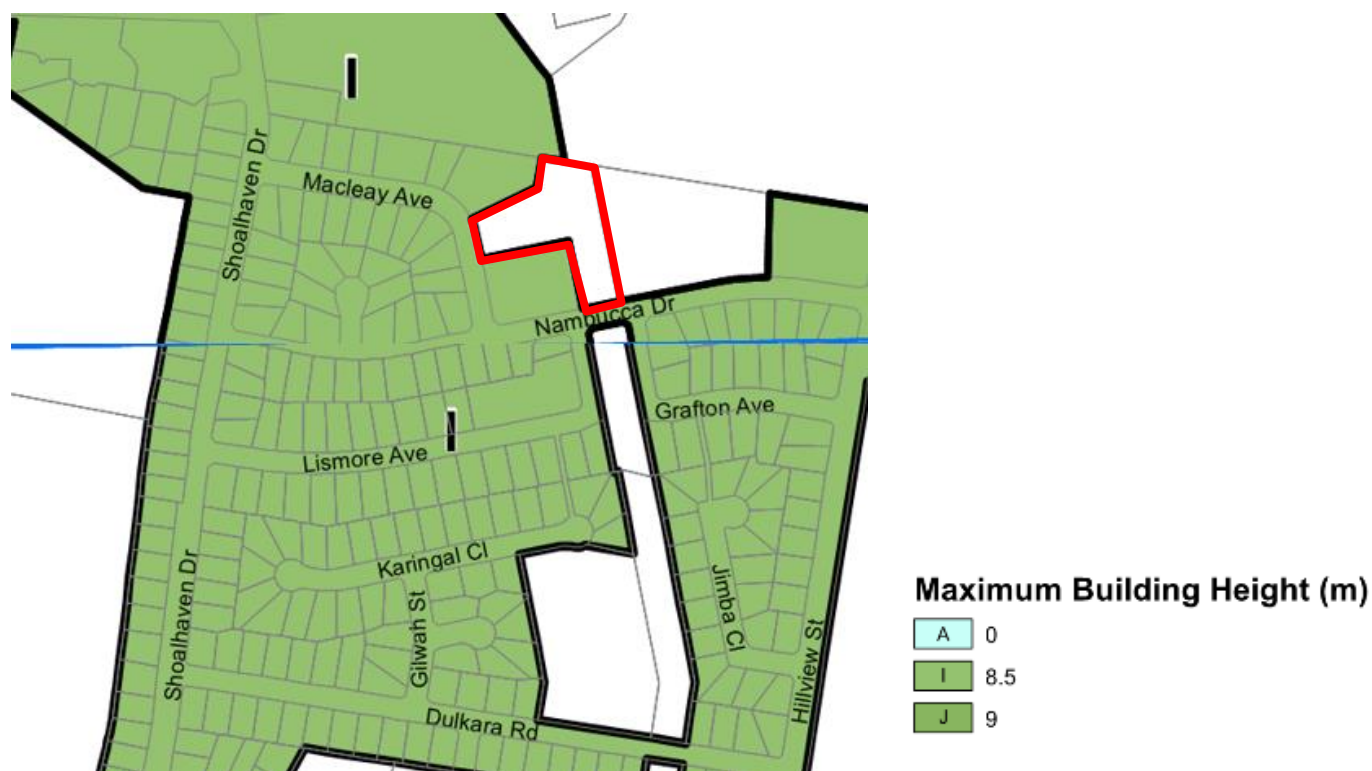 I
Macleay Ave
Shoalhaven Dr
Nambucca Dr
Grafton Ave
I
Lismore Ave
Karingal Cl
Jimba Cl
Gilwah St
Shoalhaven Dr
Hillview St
Dulkara Rd
Maximum Building Height (m)
A 0
I 8.5
J 9